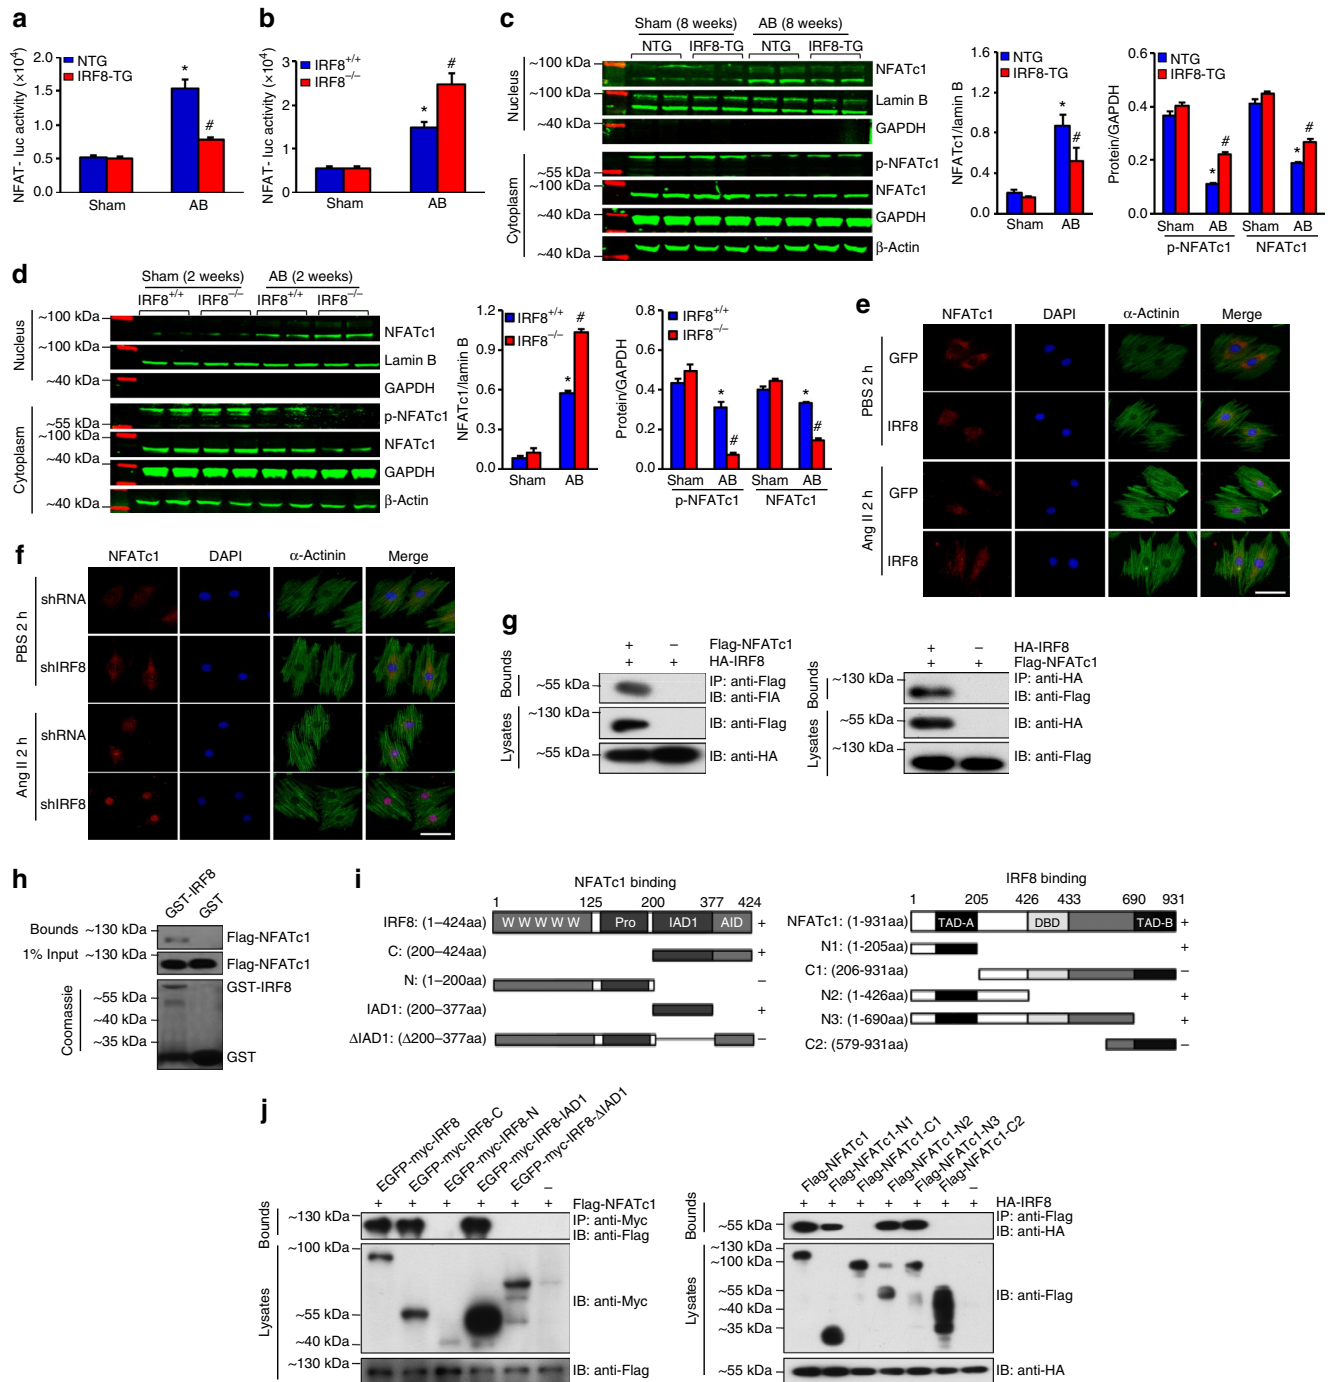 a
NFAT- luc activity (×10⁴)
2.0
1.5
1.0
0.5
0.0
NTG
IRF8-TG
*
#
Sham
AB
b
NFAT- luc activity (×10⁴)
3
2
1
0
IRF8+/+
IRF8−/−
*
#
Sham
AB
c
Sham (8 weeks)
AB (8 weeks)
NTG
IRF8-TG
NTG
IRF8-TG
Nucleus
Cytoplasm
~100 kDa
NFATc1
~100 kDa
Lamin B
~40 kDa
GAPDH
p-NFATc1
~55 kDa
~100 kDa
NFATc1
~40 kDa
GAPDH
~40 kDa
β-Actin
NFATc1/lamin B
1.6
1.2
0.8
0.4
0.0
NTG
IRF8-TG
*
#
Sham
AB
Protein/GAPDH
0.6
0.4
0.2
0.0
NTG
IRF8-TG
*
#
*
#
Sham AB Sham AB
p-NFATc1 NFATc1
d
Sham (2 weeks)
AB (2 weeks)
IRF8+/+ IRF8−/− IRF8+/+ IRF8−/−
Nucleus
Cytoplasm
~100 kDa
NFATc1
~100 kDa
Lamin B
~40 kDa
GAPDH
p-NFATc1
~55 kDa
~100 kDa
NFATc1
~40 kDa
GAPDH
~40 kDa
β-Actin
NFATc1/lamin B
1.2
0.9
0.6
0.3
0.0
IRF8+/+
IRF8−/−
*
#
Sham
AB
Protein/GAPDH
0.8
0.6
0.4
0.2
0.0
IRF8+/+
IRF8−/−
*
#
*
#
Sham AB Sham AB
p-NFATc1 NFATc1
e
NFATc1 DAPI α-Actinin Merge
PBS 2 h
GFP
IRF8
Ang II 2 h
GFP
IRF8
f
NFATc1 DAPI α-Actinin Merge
PBS 2 h
shRNA
shIRF8
Ang II 2 h
shRNA
shIRF8
g
+ − Flag-NFATc1
+ + HA-IRF8
Bounds
~55 kDa
IP: anti-Flag
IB: anti-FIA
Lysates
~130 kDa
IB: anti-Flag
~55 kDa
IB: anti-HA
+ − HA-IRF8
+ + Flag-NFATc1
Bounds
~130 kDa
IP: anti-HA
IB: anti-Flag
Lysates
~55 kDa
IB: anti-HA
~130 kDa
IB: anti-Flag
h
GST-IRF8
GST
Bounds ~130 kDa
Flag-NFATc1
1% Input ~130 kDa
Flag-NFATc1
Coomassie
GST-IRF8
~55 kDa
~40 kDa
~35 kDa
GST
i
NFATc1 binding
1 125 200 377 424
IRF8: (1–424aa) W W W W W Pro IAD1 AID +
C: (200–424aa) +
N: (1–200aa) −
IAD1: (200–377aa) +
ΔIAD1: (Δ200–377aa) −
IRF8 binding
1 205 426 433 690 931
NFATc1: (1-931aa) TAD-A DBD TAD-B +
N1: (1-205aa) +
C1: (206-931aa) −
N2: (1-426aa) +
N3: (1-690aa) +
C2: (579-931aa) −
j
EGFP-myc-IRF8
EGFP-myc-IRF8-C
EGFP-myc-IRF8-N
EGFP-myc-IRF8-IAD1
EGFP-myc-IRF8-ΔIAD1
−
+ + + + + + Flag-NFATc1
Bounds
~130 kDa
IP: anti-Myc
IB: anti-Flag
Lysates
~100 kDa
IB: anti-Myc
~55 kDa
~40 kDa
~130 kDa
IB: anti-Flag
Flag-NFATc1
Flag-NFATc1-N1
Flag-NFATc1-C1
Flag-NFATc1-N2
Flag-NFATc1-N3
Flag-NFATc1-C2
−
+ + + + + + + HA-IRF8
Bounds
~55 kDa
IP: anti-Flag
IB: anti-HA
Lysates
~130 kDa
~100 kDa
~55 kDa
IB: anti-Flag
~40 kDa
~35 kDa
~55 kDa
IB: anti-HA